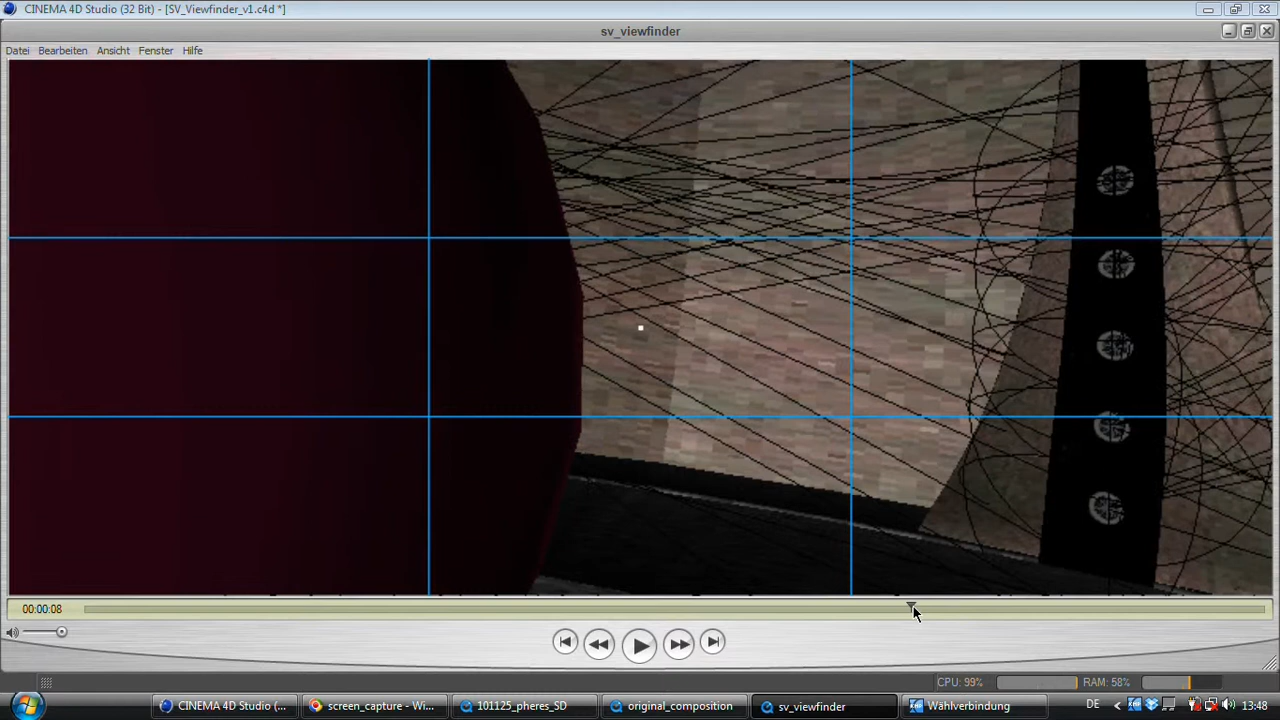 CINEMA 4D Studio (32 Bit) - [SV_Viewfinder_v1.c4d *]
sv_viewfinder
Datei Bearbeiten Ansicht Fenster Hilfe
00:00:08
CPU: 99% RAM: 58%
CINEMA 4D Studio (... screen_capture - Wi... 101125_pheres_SD original_composition sv_viewfinder Wählverbindung DE 13:48